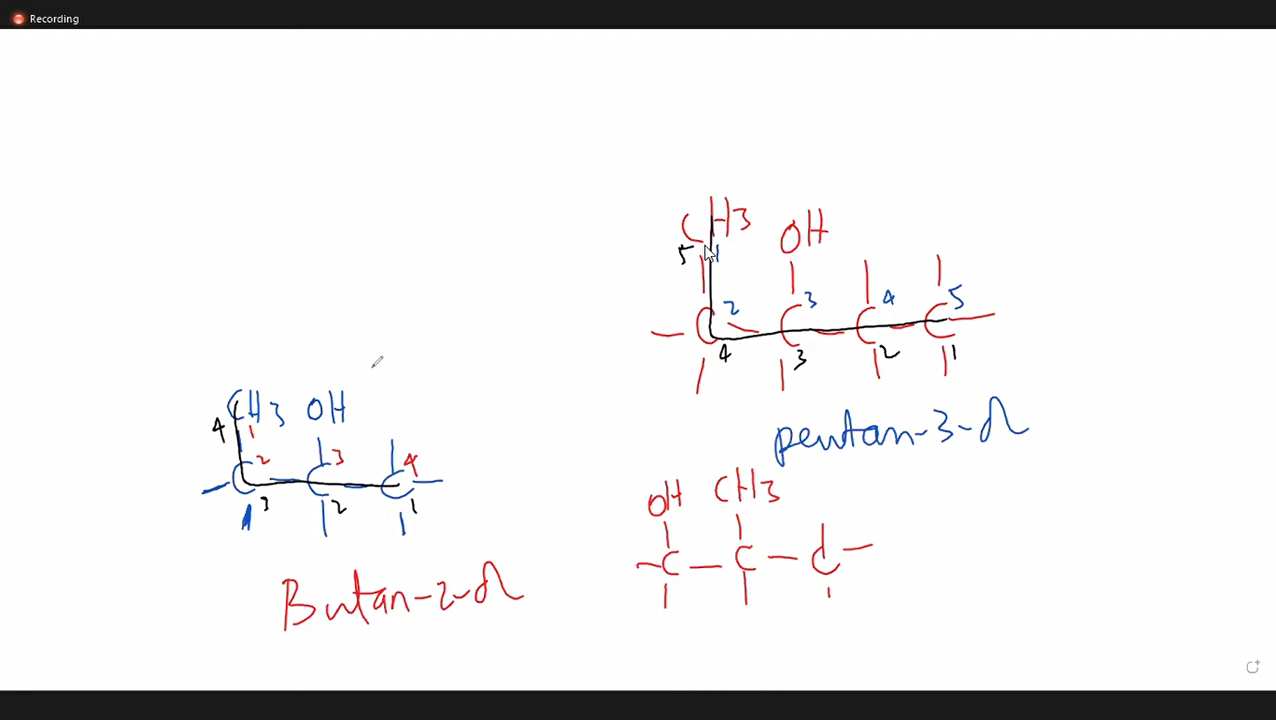 Recording
CH3 OH
5 1
2 3 4 5
C C C C
4 3 2 1
pentan-3-ol
CH3 OH
4 1
2 3 4
C C C
3 2 1
Butan-2-ol
OH CH3
C C C